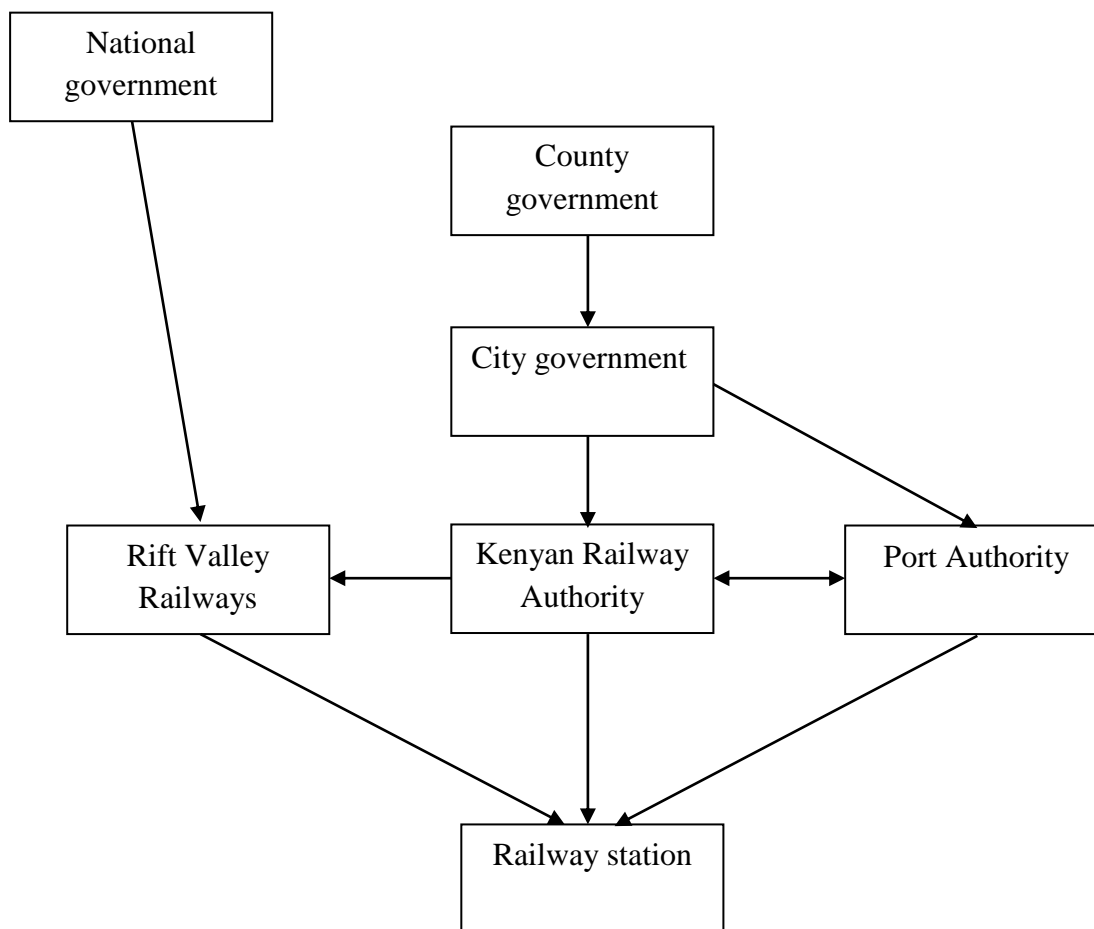 National
government
County
government
City government
Rift Valley
Railways
Kenyan Railway
Authority
Port Authority
Railway station